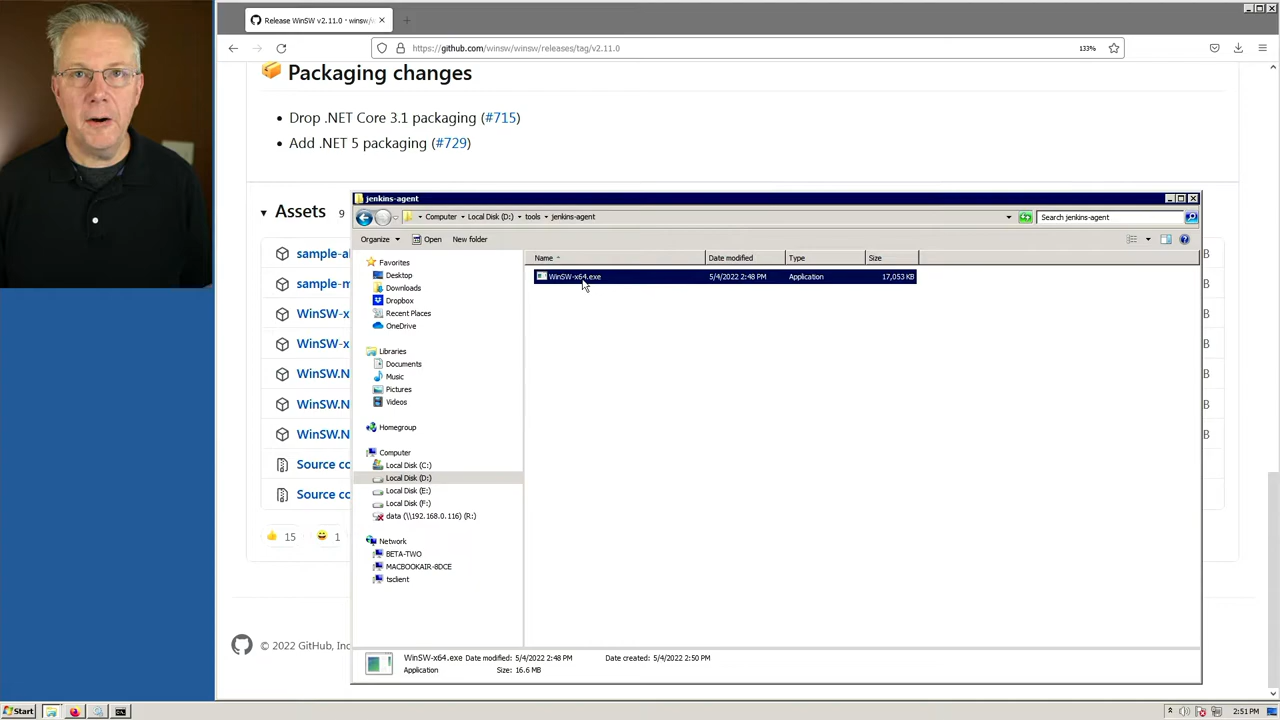 Release WinSW v2.11.0 · winsw/w
https://github.com/winsw/winsw/releases/tag/v2.11.0
133%
Packaging changes
Drop .NET Core 3.1 packaging (#715)
Add .NET 5 packaging (#729)
Assets 9
sample-a
sample-m
WinSW-x
WinSW-x
WinSW.N
WinSW.N
WinSW.N
Source co
Source co
B
B
B
B
B
B
B
15
1
© 2022 GitHub, Inc
jenkins-agent
Computer
Local Disk (D:)
tools
jenkins-agent
Search jenkins-agent
Organize
Open
New folder
Favorites
Desktop
Downloads
Dropbox
Recent Places
OneDrive
Libraries
Documents
Music
Pictures
Videos
Homegroup
Computer
Local Disk (C:)
Local Disk (D:)
Local Disk (E:)
Local Disk (F:)
data (\\192.168.0.116) (R:)
Network
BETA-TWO
MACBOOKAIR-8DCE
tsclient
Name
Date modified
Type
Size
WinSW-x64.exe
5/4/2022 2:48 PM
Application
17,053 KB
WinSW-x64.exe Date modified: 5/4/2022 2:48 PM
Date created: 5/4/2022 2:50 PM
Application
Size: 16.6 MB
Start
2:51 PM